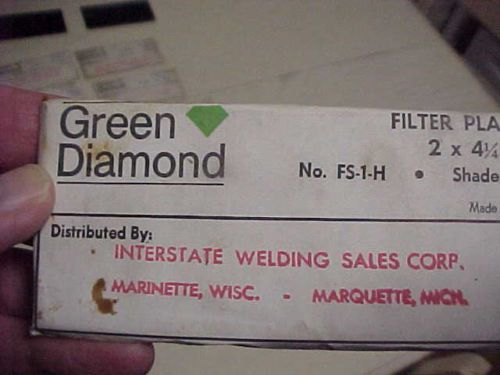 Green
Diamond
FILTER PLA
2 x 4¼
No. FS-1-H • Shade
Made
Distributed By:
INTERSTATE WELDING SALES CORP.
MARINETTE, WISC. - MARQUETTE, MICH.